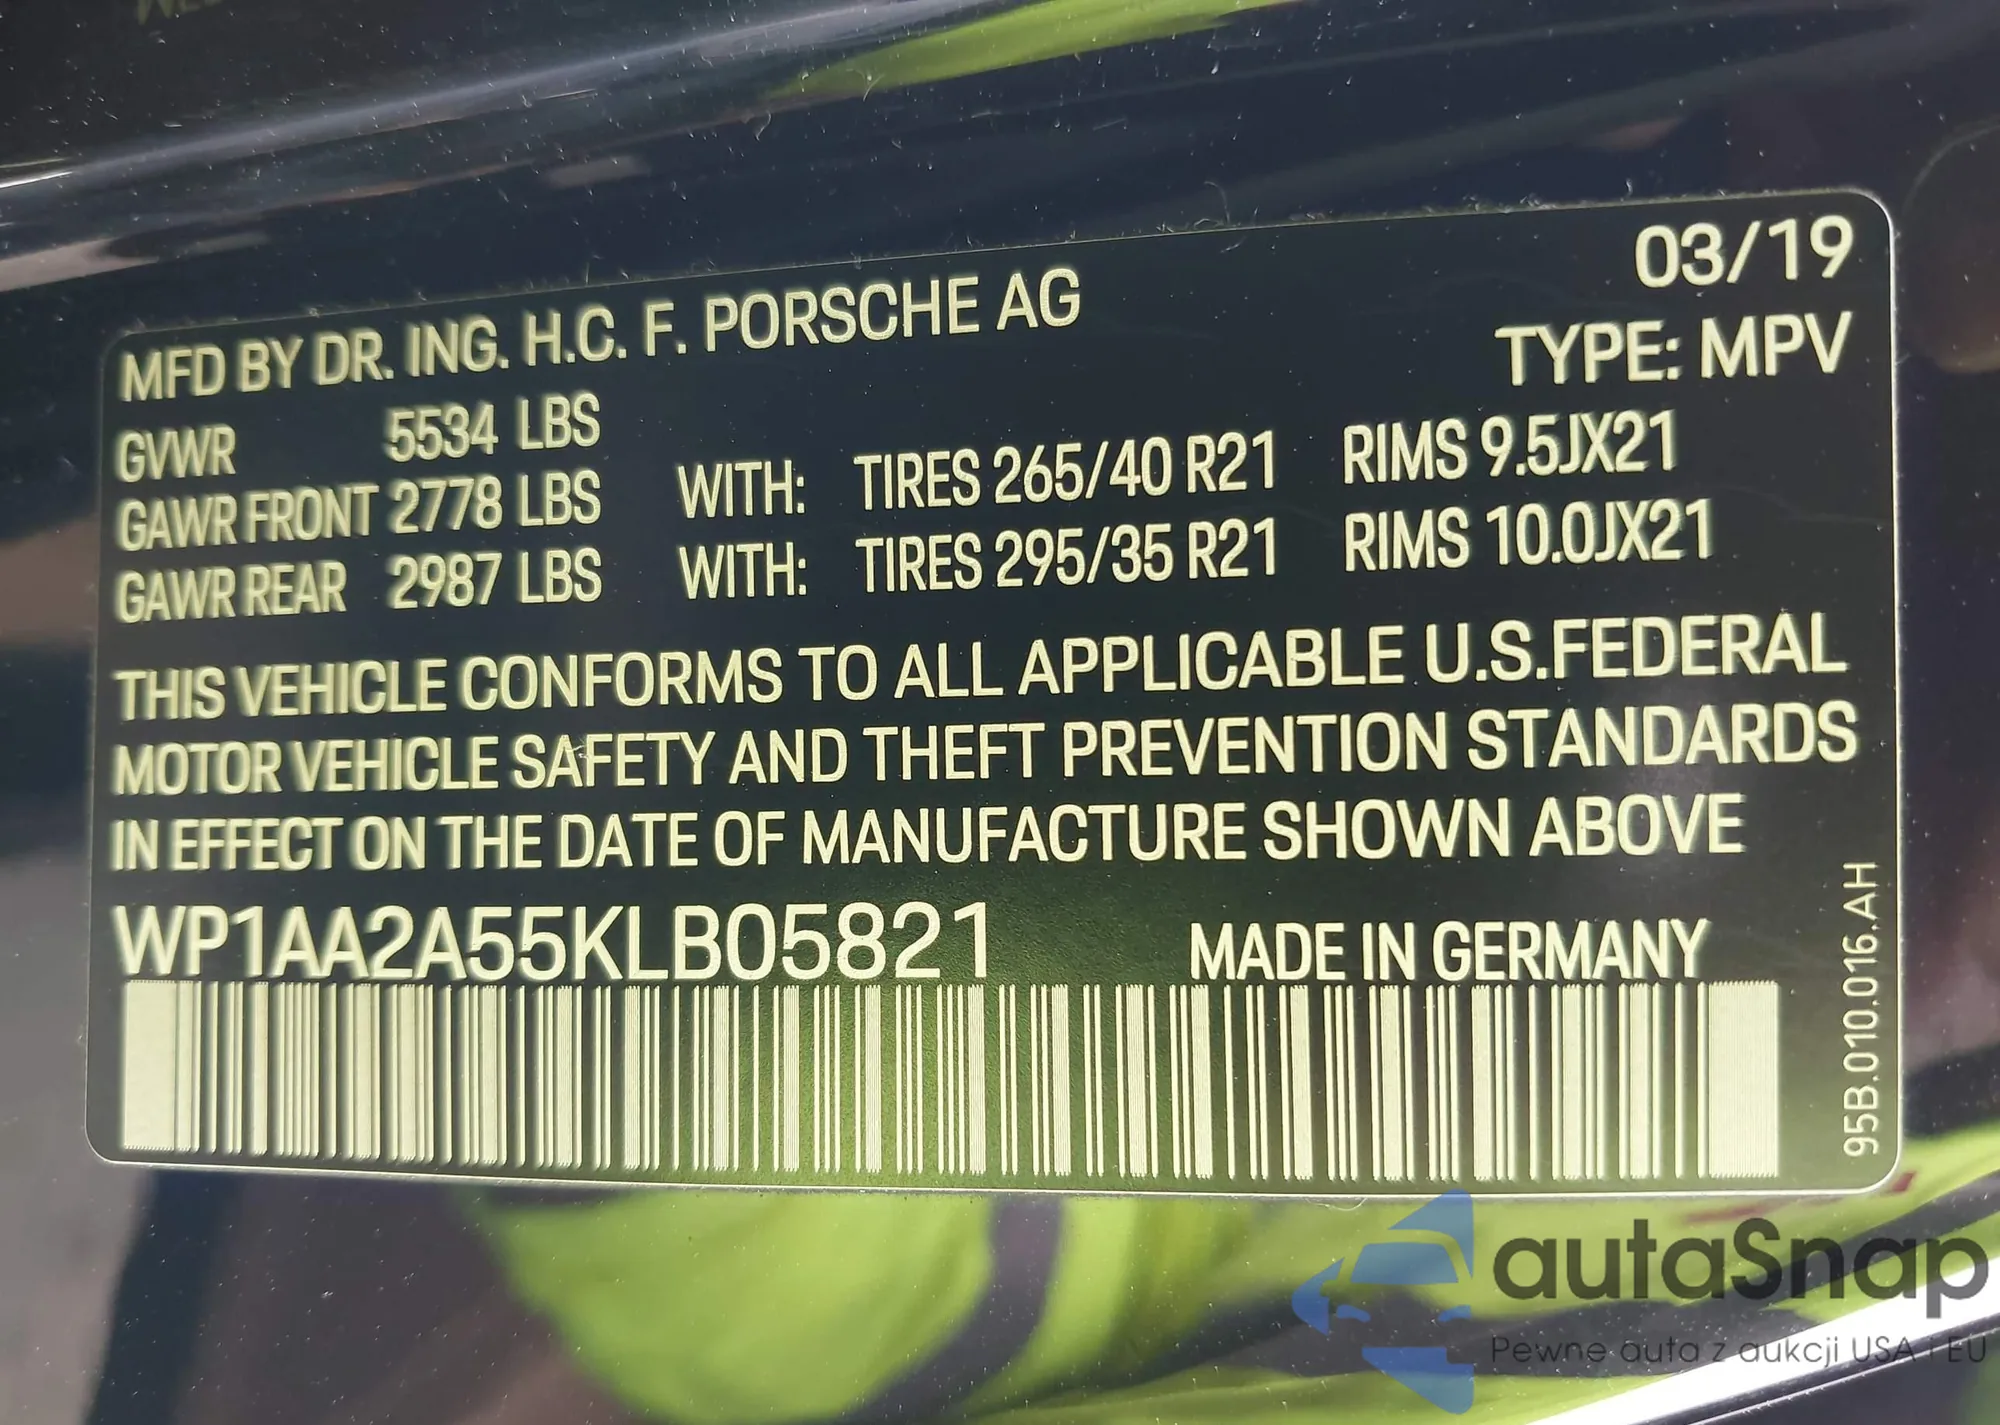 03/19
MFD BY DR. ING. H.C. F. PORSCHE AG
TYPE: MPV
GVWR 5534 LBS
GAWR FRONT 2778 LBS WITH: TIRES 265/40 R21 RIMS 9.5JX21
GAWR REAR 2987 LBS WITH: TIRES 295/35 R21 RIMS 10.0JX21
THIS VEHICLE CONFORMS TO ALL APPLICABLE U.S.FEDERAL
MOTOR VEHICLE SAFETY AND THEFT PREVENTION STANDARDS
IN EFFECT ON THE DATE OF MANUFACTURE SHOWN ABOVE
WP1AA2A55KLB05821 MADE IN GERMANY
95B.010.016.AH
autaSnap
Pewne auta z aukcji USA i EU